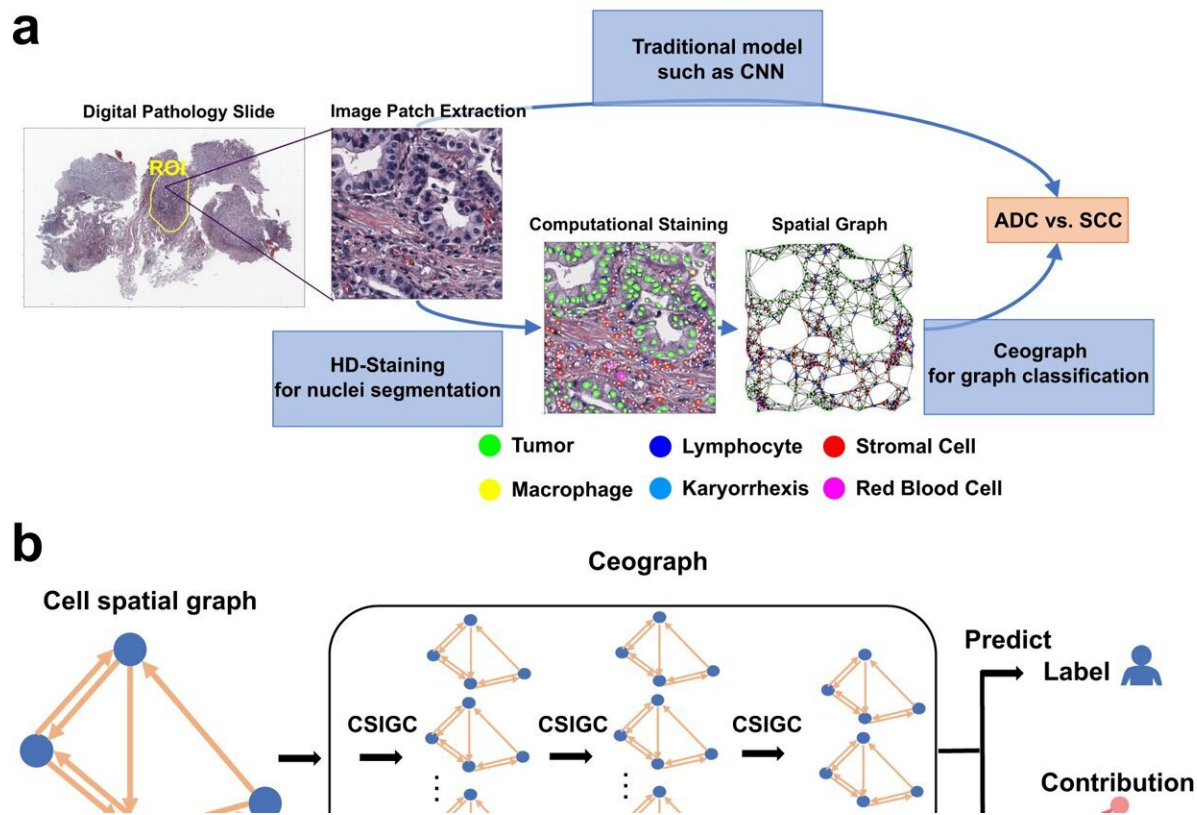 a
Traditional model
such as CNN
Digital Pathology Slide
Image Patch Extraction
ROI
Computational Staining
Spatial Graph
ADC vs. SCC
HD-Staining
for nuclei segmentation
Ceograph
for graph classification
Tumor
Lymphocyte
Stromal Cell
Macrophage
Karyorrhexis
Red Blood Cell
b
Ceograph
Cell spatial graph
Predict
Label
CSIGC
CSIGC
CSIGC
Contribution